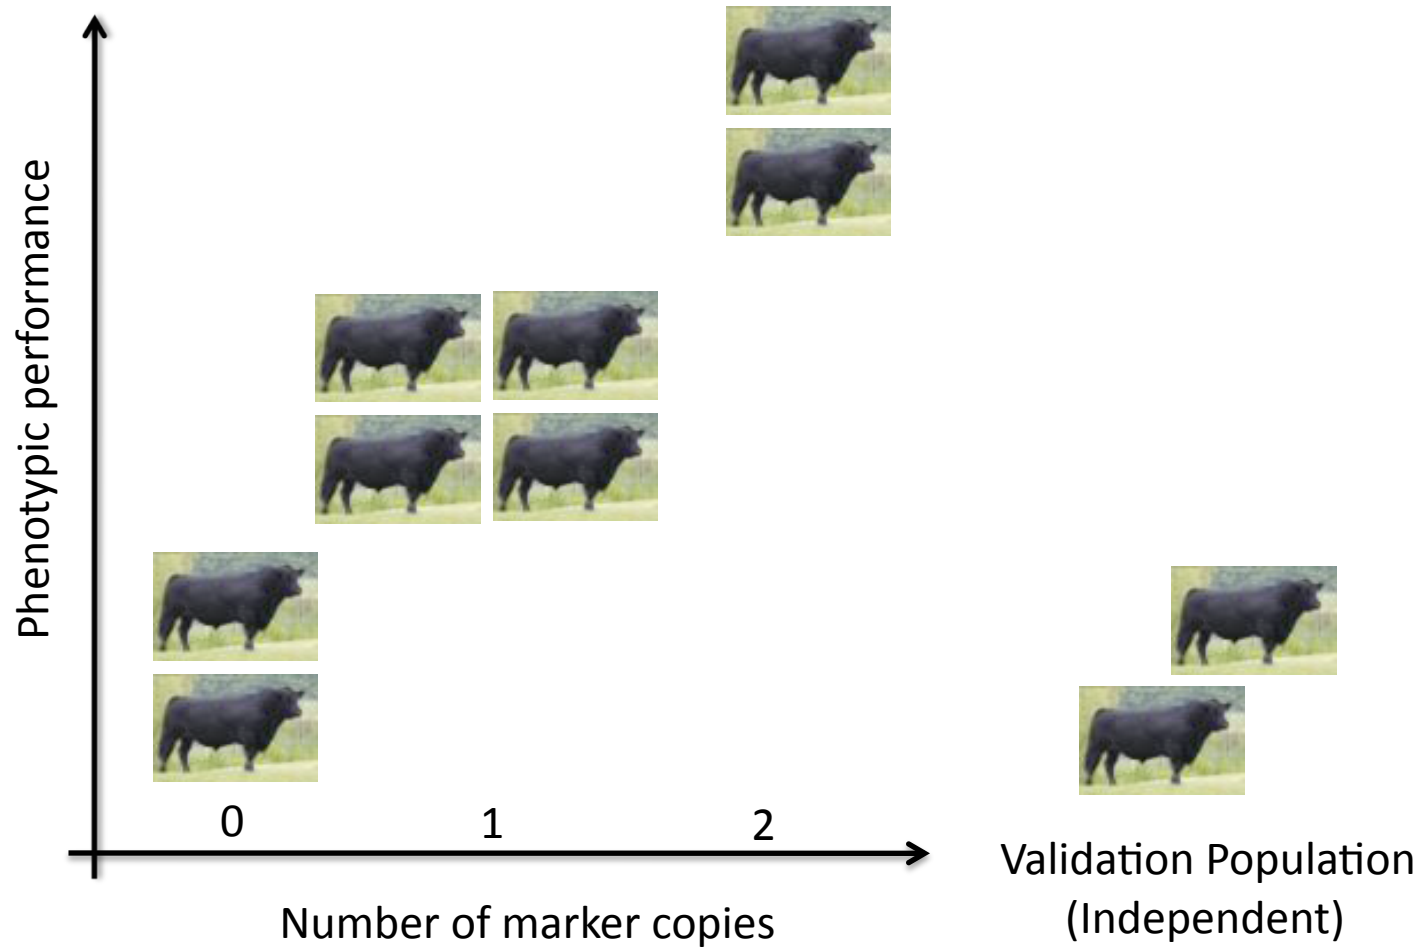 Phenotypic performance
0 1 2
Number of marker copies
Validation Population
(Independent)